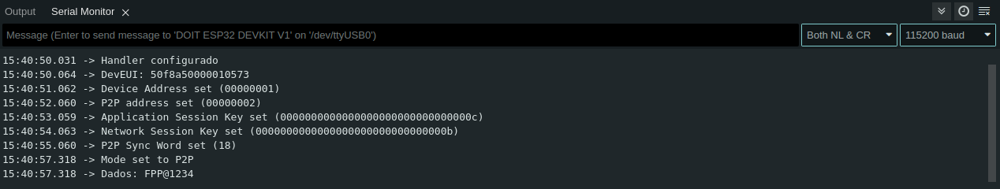 Output Serial Monitor
Message (Enter to send message to 'DOIT ESP32 DEVKIT V1' on '/dev/ttyUSB0') Both NL & CR 115200 baud
15:40:50.031 -> Handler configurado
15:40:50.064 -> DevEUI: 50f8a50000010573
15:40:51.062 -> Device Address set (00000001)
15:40:52.060 -> P2P address set (00000002)
15:40:53.059 -> Application Session Key set (0000000000000000000000000000000c)
15:40:54.063 -> Network Session Key set (0000000000000000000000000000000b)
15:40:55.060 -> P2P Sync Word set (18)
15:40:57.318 -> Mode set to P2P
15:40:57.318 -> Dados: FPP@1234